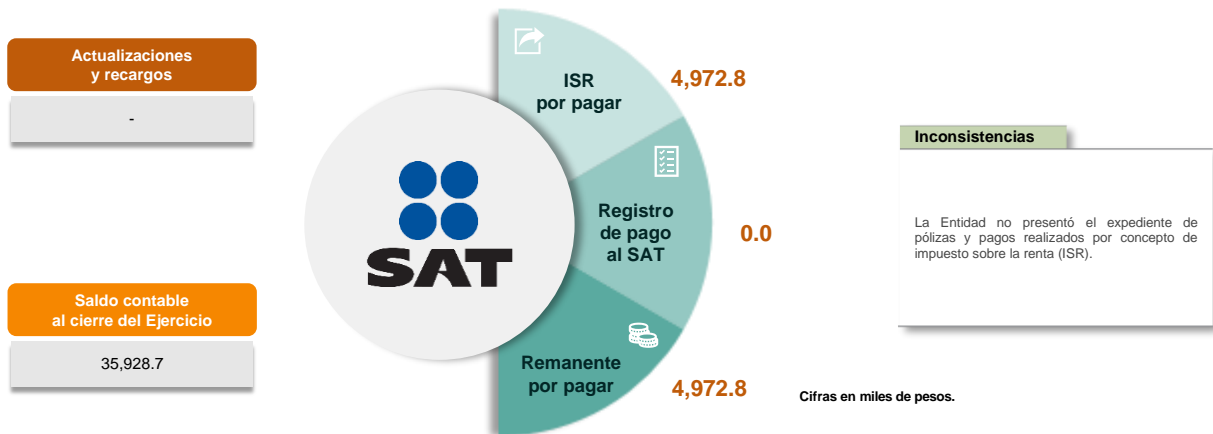 Actualizaciones
y recargos
-
Saldo contable
al cierre del Ejercicio
35,928.7
SAT
ISR
por pagar
4,972.8
Registro
de pago
al SAT
0.0
Remanente
por pagar
4,972.8
Inconsistencias
La Entidad no presentó el expediente de
pólizas y pagos realizados por concepto de
impuesto sobre la renta (ISR).
Cifras en miles de pesos.